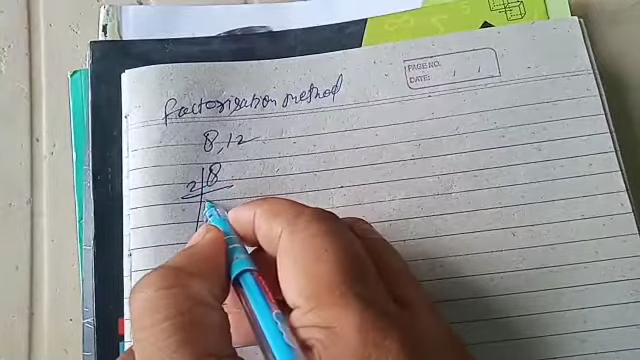 PAGE NO.
DATE: / /
Factorisation method
8, 12
2 8